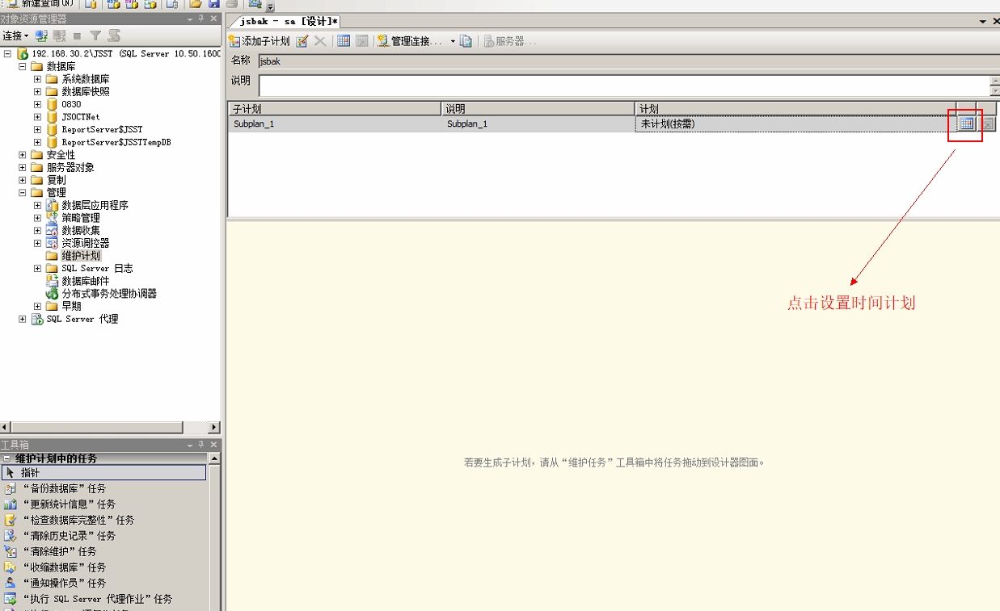 新建查询(N)
对象资源管理器
连接
192.168.30.2\JSST (SQL Server 10.50.1600
数据库
系统数据库
数据库快照
0830
JSOCTNet
ReportServer$JSST
ReportServer$JSSTTempDB
安全性
服务器对象
复制
管理
数据层应用程序
策略管理
数据收集
资源调控器
维护计划
SQL Server 日志
数据库邮件
分布式事务处理协调器
早期
SQL Server 代理
工具箱
维护计划中的任务
指针
“备份数据库”任务
“更新统计信息”任务
“检查数据库完整性”任务
“清除历史记录”任务
“清除维护”任务
“收缩数据库”任务
“通知操作员”任务
“执行 SQL Server 代理作业”任务
jsbak - sa [设计]*
添加子计划 管理连接... 服务器...
名称 jsbak
说明
子计划 说明 计划
Subplan_1 Subplan_1 未计划(按需)
点击设置时间计划
若要生成子计划，请从“维护任务”工具箱中将任务拖动到设计器图面。